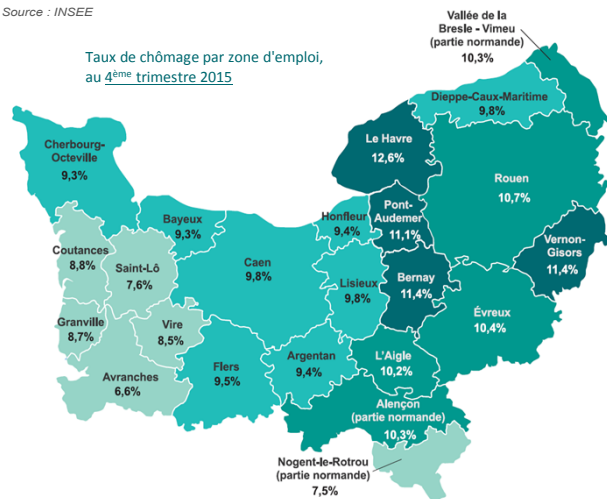 Source : INSEE
Vallée de la
Bresle - Vimeu
(partie normande)
10,3%
Taux de chômage par zone d'emploi,
au 4ème trimestre 2015
Dieppe-Caux-Maritime
9,8%
Le Havre
12,6%
Cherbourg-
Octeville
9,3%
Rouen
10,7%
Bayeux
9,3%
Honfleur
9,4%
Pont-
Audemer
11,1%
Vernon-
Gisors
11,4%
Coutances
8,8%
Saint-Lô
7,6%
Caen
9,8%
Lisieux
9,8%
Bernay
11,4%
Granville
8,7%
Vire
8,5%
Évreux
10,4%
Avranches
6,6%
Flers
9,5%
Argentan
9,4%
L'Aigle
10,2%
Alençon
(partie normande)
10,3%
Nogent-le-Rotrou
(partie normande)
7,5%